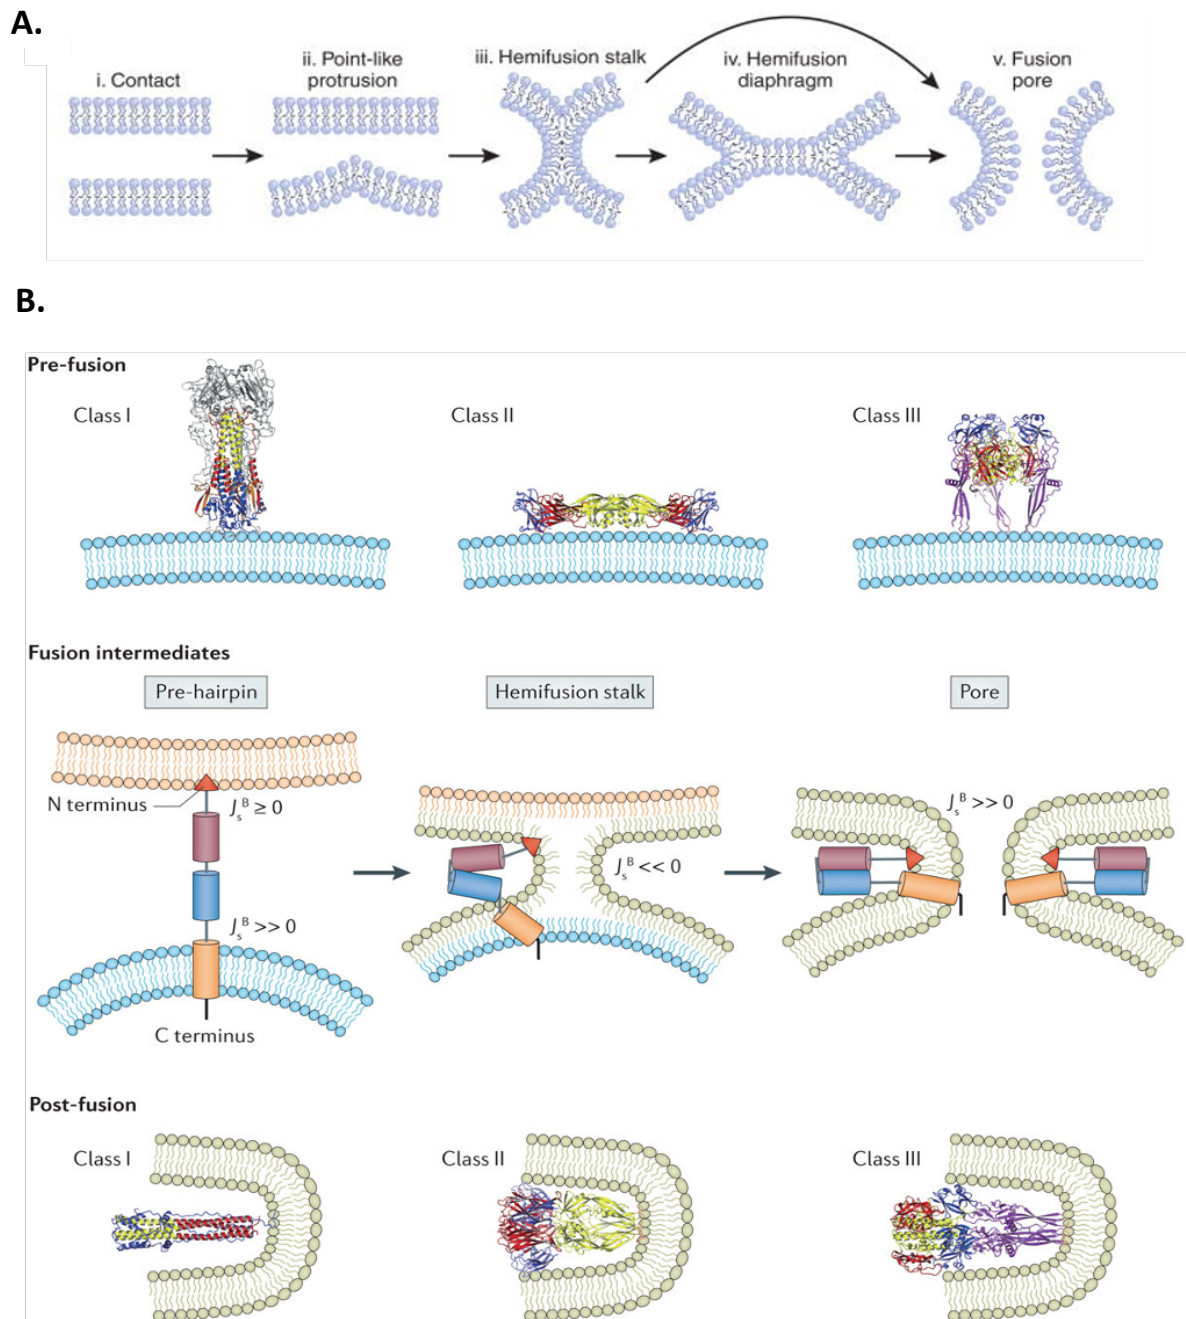 A.
i. Contact
ii. Point-like
protrusion
iii. Hemifusion stalk
iv. Hemifusion
diaphragm
v. Fusion
pore
B.
Pre-fusion
Class I
Class II
Class III
Fusion intermediates
Pre-hairpin
Hemifusion stalk
Pore
N terminus
J_s^B ≥ 0
J_s^B >> 0
C terminus
J_s^B << 0
J_s^B >> 0
Post-fusion
Class I
Class II
Class III